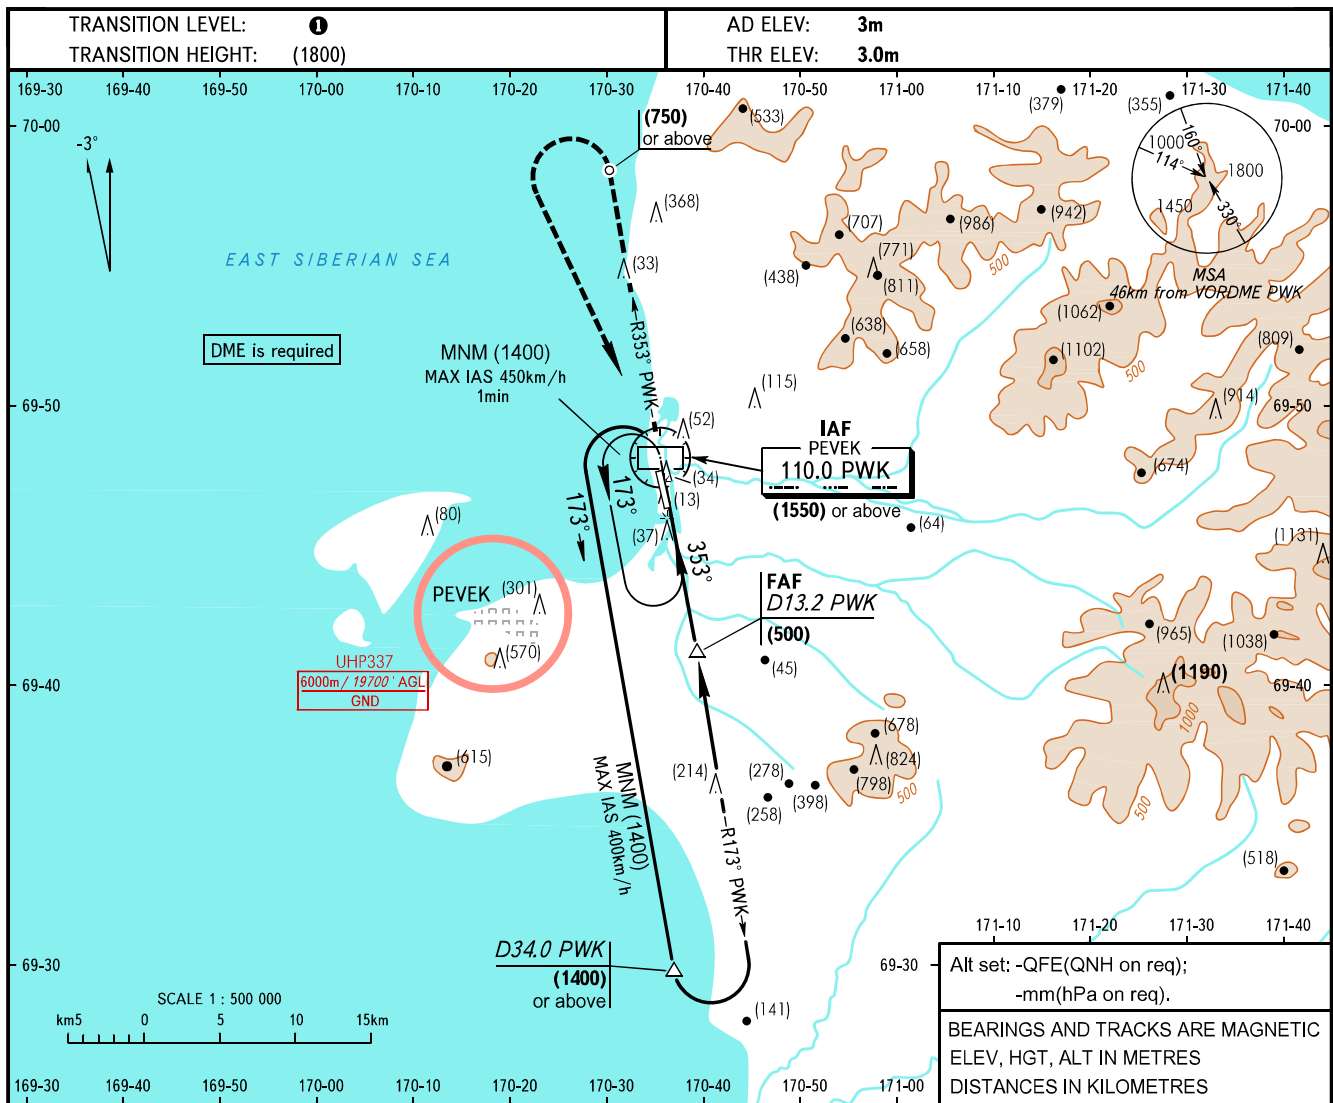 TRANSITION LEVEL: 1
TRANSITION HEIGHT: (1800)
AD ELEV: 3m
THR ELEV: 3.0m
169-30 169-40 169-50 170-00 170-10 170-20 170-30 170-40 170-50 171-00 171-10 171-20 171-30 171-40
(379)
(355)
(750)
or above
(533)
70-00
70-00
-3°
160°
1000
114°
1800
1450
330°
(368)
(707)
(986)
(942)
EAST SIBERIAN SEA
(33)
(771)
500
(438)
(811)
MSA
46km from VORDME PWK
(1062)
R353° PWK
DME is required
(638)
(809)
MNM (1400)
MAX IAS 450km/h
1min
(658)
(1102)
500
(115)
69-50
(914)
69-50
(52)
IAF
PEVEK
110.0 PWK
(1550) or above
(674)
(34)
173°
173°
(13)
(80)
(37)
(64)
353°
(1131)
FAF
D13.2 PWK
(500)
PEVEK
(301)
(965)
(1038)
(570)
UHP337
6000m/19700' AGL
GND
(45)
(1190)
69-40
69-40
1000
(678)
(615)
(214)
(278)
(824)
(798)
500
(258)
(398)
500
MNM (1400)
MAX IAS 400km/h
R173° PWK
(518)
171-10 171-20 171-30 171-40
D34.0 PWK
(1400)
or above
69-30
69-30
Alt set: -QFE(QNH on req);
-mm(hPa on req).
SCALE 1 : 500 000
km5 0 5 10 15km
(141)
BEARINGS AND TRACKS ARE MAGNETIC
ELEV, HGT, ALT IN METRES
DISTANCES IN KILOMETRES
169-30 169-40 169-50 170-00 170-10 170-20 170-30 170-40 170-50 171-00